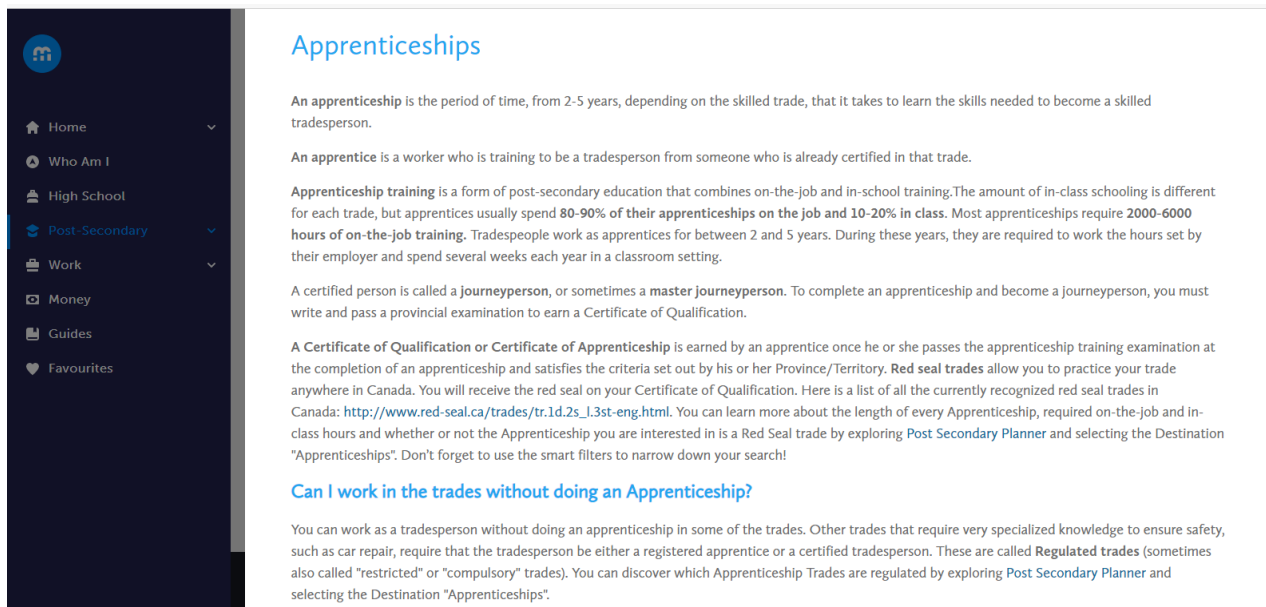 m
Home
Who Am I
High School
Post-Secondary
Work
Money
Guides
Favourites
Apprenticeships
An apprenticeship is the period of time, from 2-5 years, depending on the skilled trade, that it takes to learn the skills needed to become a skilled
tradesperson.
An apprentice is a worker who is training to be a tradesperson from someone who is already certified in that trade.
Apprenticeship training is a form of post-secondary education that combines on-the-job and in-school training.The amount of in-class schooling is different
for each trade, but apprentices usually spend 80-90% of their apprenticeships on the job and 10-20% in class. Most apprenticeships require 2000-6000
hours of on-the-job training. Tradespeople work as apprentices for between 2 and 5 years. During these years, they are required to work the hours set by
their employer and spend several weeks each year in a classroom setting.
A certified person is called a journeyperson, or sometimes a master journeyperson. To complete an apprenticeship and become a journeyperson, you must
write and pass a provincial examination to earn a Certificate of Qualification.
A Certificate of Qualification or Certificate of Apprenticeship is earned by an apprentice once he or she passes the apprenticeship training examination at
the completion of an apprenticeship and satisfies the criteria set out by his or her Province/Territory. Red seal trades allow you to practice your trade
anywhere in Canada. You will receive the red seal on your Certificate of Qualification. Here is a list of all the currently recognized red seal trades in
Canada: http://www.red-seal.ca/trades/tr.1d.2s_l.3st-eng.html. You can learn more about the length of every Apprenticeship, required on-the-job and in-
class hours and whether or not the Apprenticeship you are interested in is a Red Seal trade by exploring Post Secondary Planner and selecting the Destination
"Apprenticeships". Don't forget to use the smart filters to narrow down your search!
Can I work in the trades without doing an Apprenticeship?
You can work as a tradesperson without doing an apprenticeship in some of the trades. Other trades that require very specialized knowledge to ensure safety,
such as car repair, require that the tradesperson be either a registered apprentice or a certified tradesperson. These are called Regulated trades (sometimes
also called "restricted" or "compulsory" trades). You can discover which Apprenticeship Trades are regulated by exploring Post Secondary Planner and
selecting the Destination "Apprenticeships".